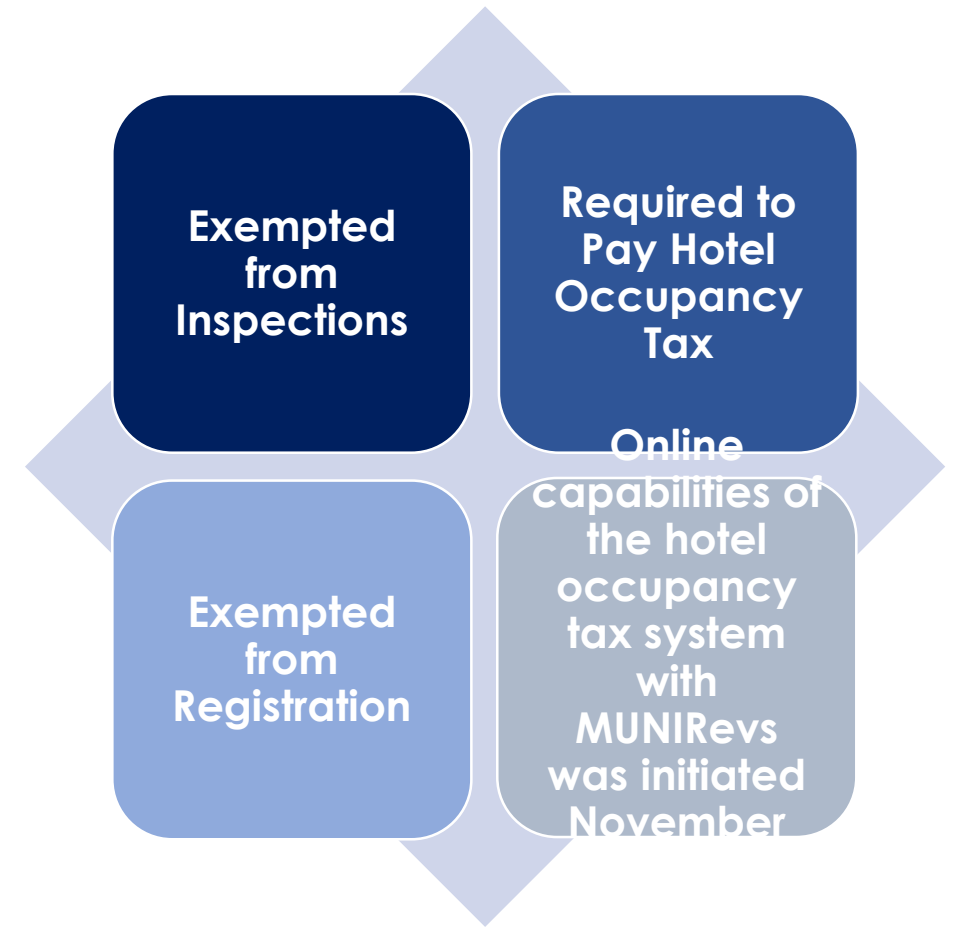 Exempted
from
Inspections
Required to
Pay Hotel
Occupancy
Tax
Exempted
from
Registration
Online
capabilities of
the hotel
occupancy
tax system
with
MUNIRevs
was initiated
November